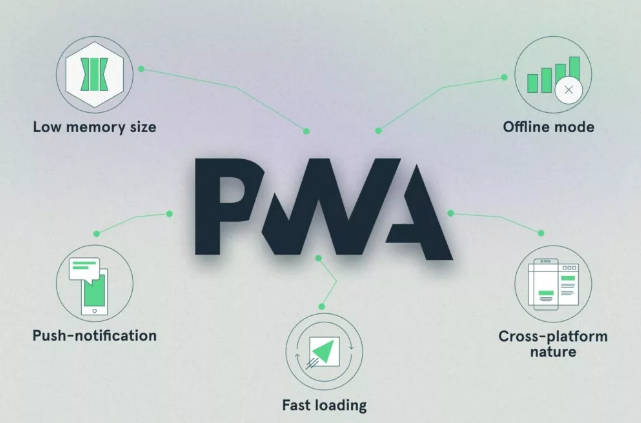 Low memory size
Offline mode
PWA
Push-notification
Cross-platform
nature
Fast loading